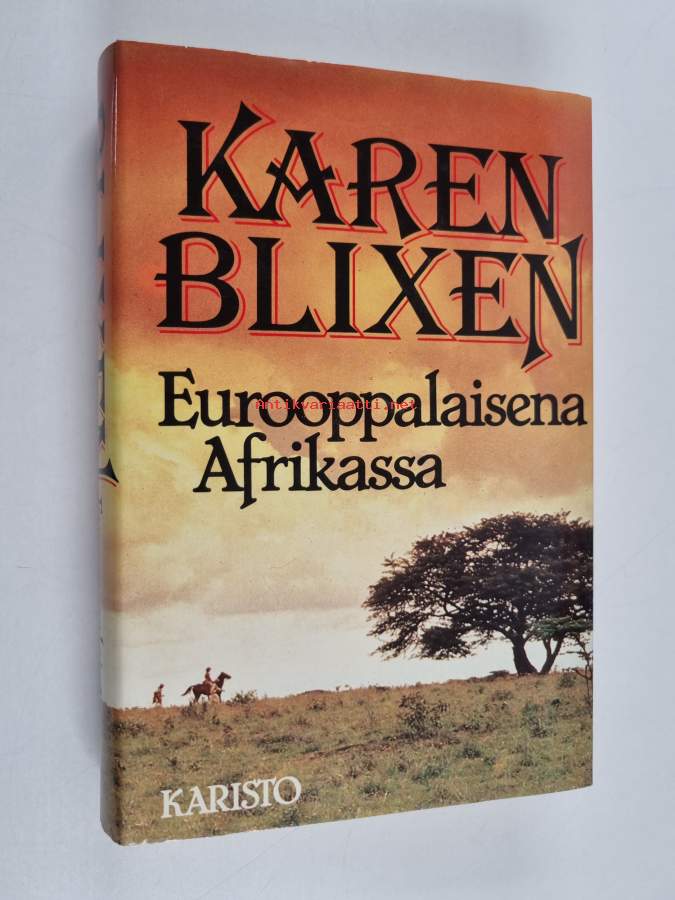 KAREN
BLIXEN
Eurooppalaisena
antikvariaatti.net
Afrikassa
KARISTO